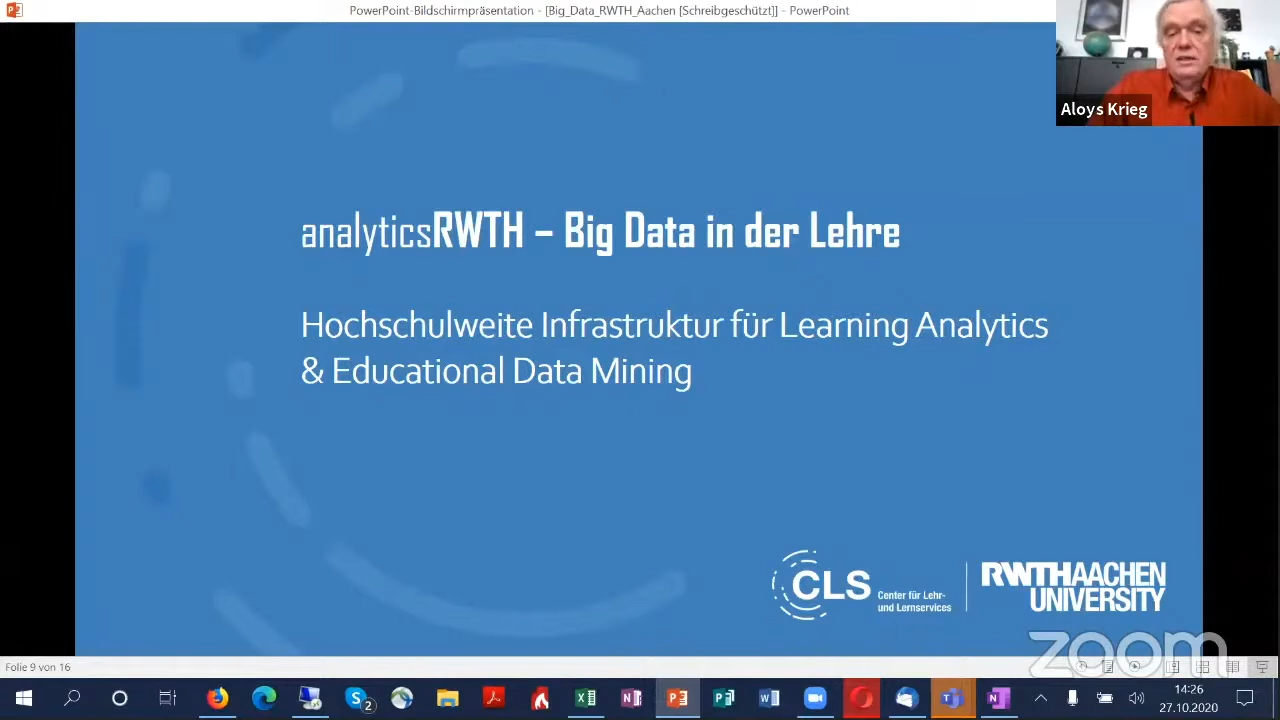 PowerPoint-Bildschirmpräsentation - [Big_Data_RWTH_Aachen [Schreibgeschützt]] - PowerPoint
Aloys Krieg
analyticsRWTH – Big Data in der Lehre
Hochschulweite Infrastruktur für Learning Analytics
& Educational Data Mining
CLS Center für Lehr-
und Lernservices
RWTHAACHEN
UNIVERSITY
zoom
Folie 9 von 16
2
14:26
27.10.2020